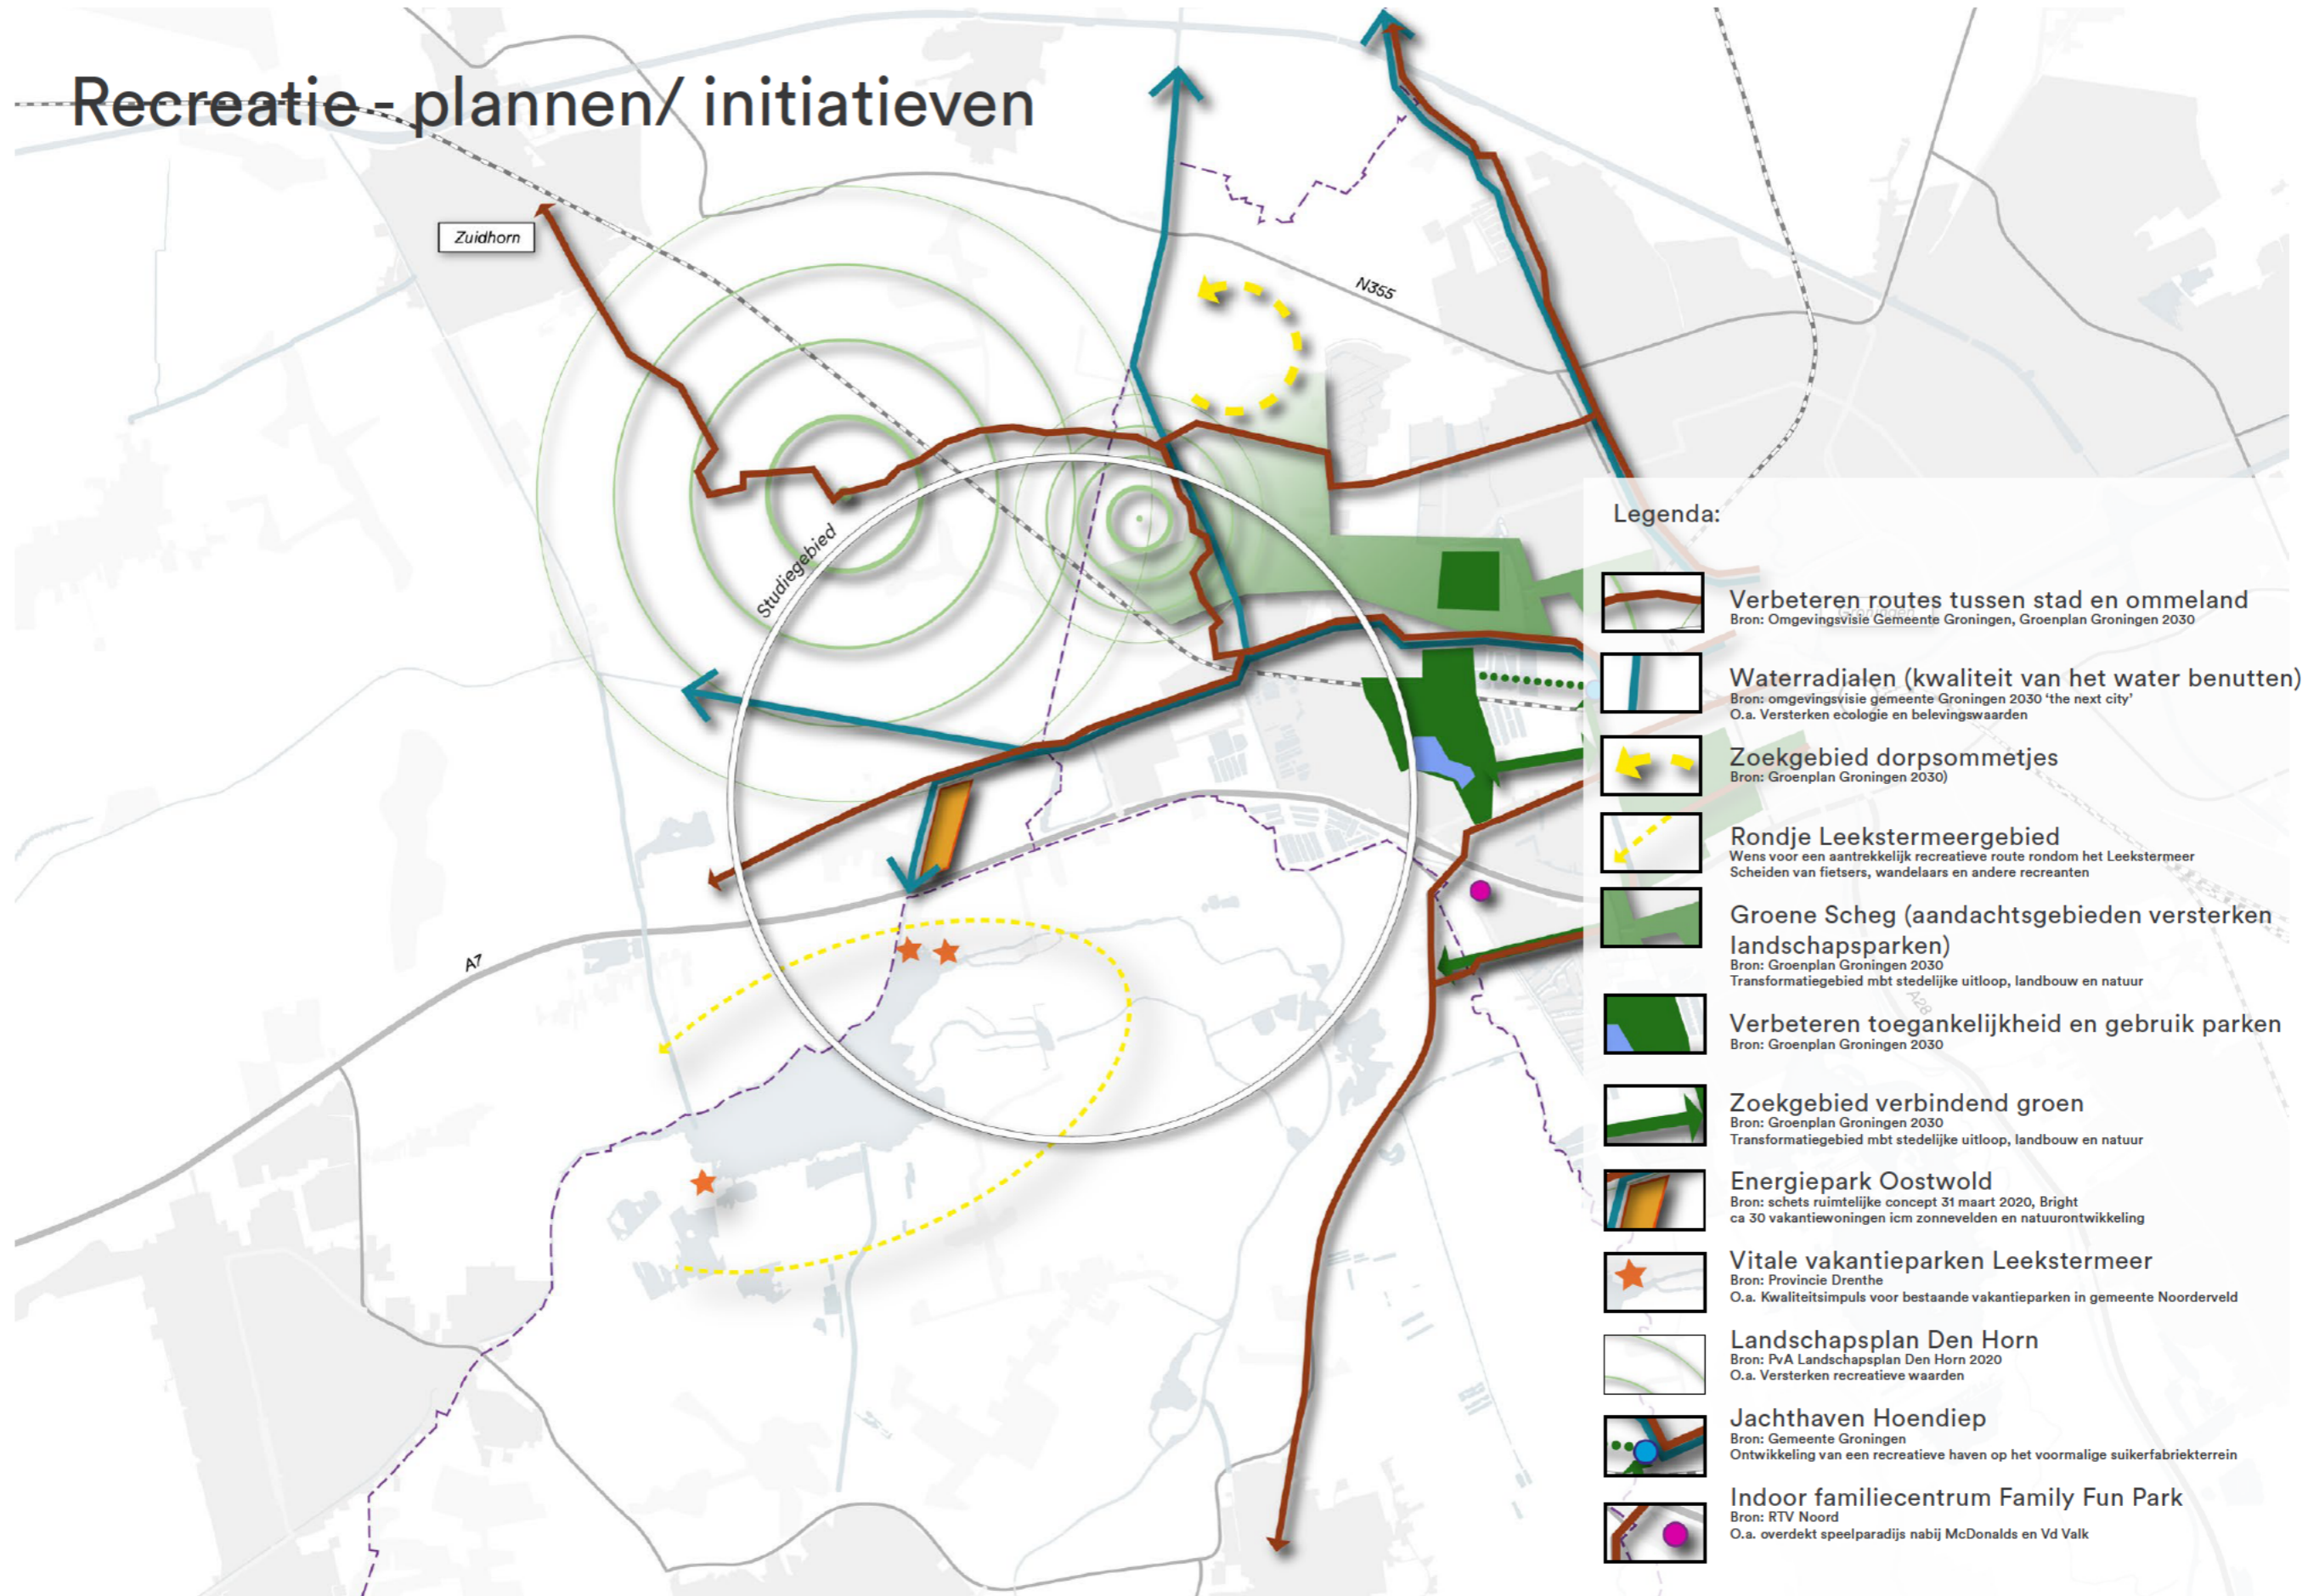 Recreatie - plannen/ initiatieven
Zuidhorn
N355
Studiegebied
A7
Legenda:
Verbeteren routes tussen stad en ommeland
Bron: Omgevingsvisie Gemeente Groningen, Groenplan Groningen 2030
Groningen
Waterradialen (kwaliteit van het water benutten)
Bron: omgevingsvisie gemeente Groningen 2030 ‘the next city’
O.a. Versterken ecologie en belevingswaarden
Zoekgebied dorpsommetjes
Bron: Groenplan Groningen 2030)
Rondje Leekstermeergebied
Wens voor een aantrekkelijk recreatieve route rondom het Leekstermeer
Scheiden van fietsers, wandelaars en andere recreanten
Groene Scheg (aandachtsgebieden versterken
landschapsparken)
Bron: Groenplan Groningen 2030
Transformatiegebied mbt stedelijke uitloop, landbouw en natuur
A28
Verbeteren toegankelijkheid en gebruik parken
Bron: Groenplan Groningen 2030
Zoekgebied verbindend groen
Bron: Groenplan Groningen 2030
Transformatiegebied mbt stedelijke uitloop, landbouw en natuur
Energiepark Oostwold
Bron: schets ruimtelijke concept 31 maart 2020, Bright
ca 30 vakantiewoningen icm zonnevelden en natuurontwikkeling
Vitale vakantieparken Leekstermeer
Bron: Provincie Drenthe
O.a. Kwaliteitsimpuls voor bestaande vakantieparken in gemeente Noorderveld
Landschapsplan Den Horn
Bron: PvA Landschapsplan Den Horn 2020
O.a. Versterken recreatieve waarden
Jachthaven Hoendiep
Bron: Gemeente Groningen
Ontwikkeling van een recreatieve haven op het voormalige suikerfabriekterrein
Indoor familiecentrum Family Fun Park
Bron: RTV Noord
O.a. overdekt speelparadijs nabij McDonalds en Vd Valk